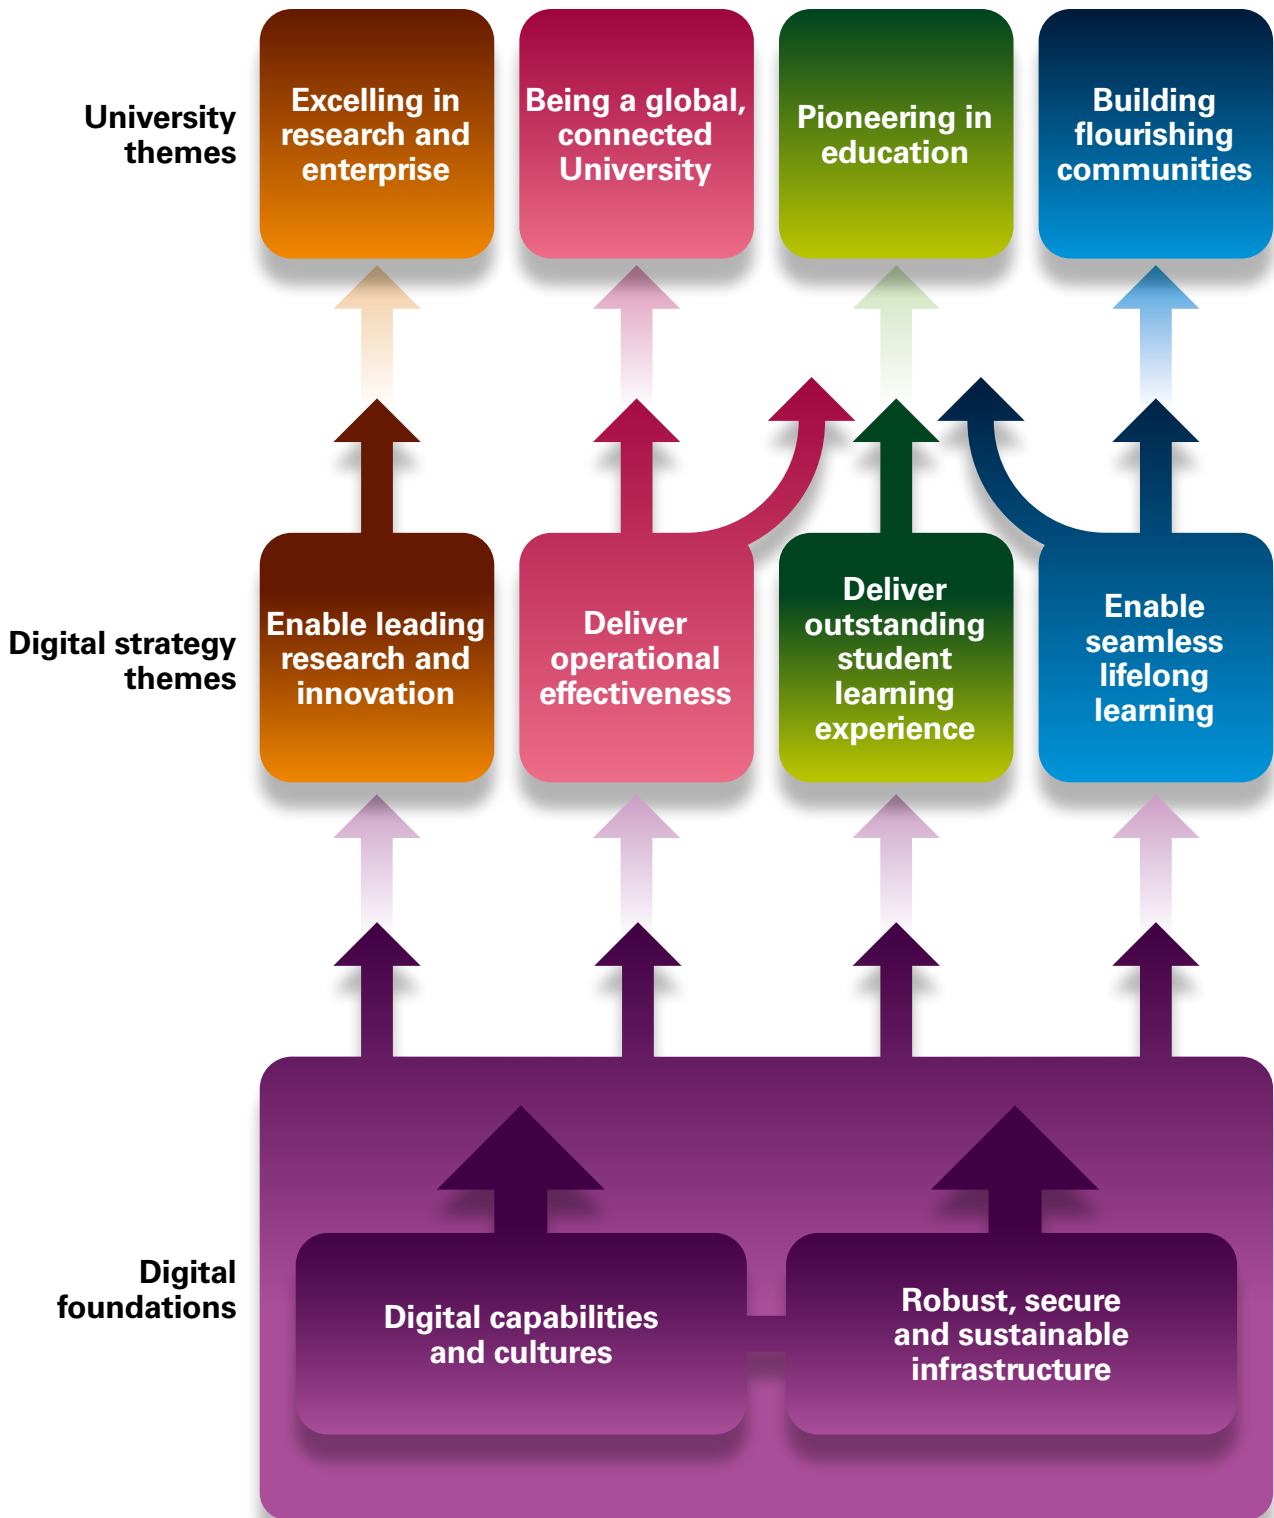 University
themes
Excelling in
research and
enterprise
Being a global,
connected
University
Pioneering in
education
Building
flourishing
communities
Digital strategy
themes
Enable leading
research and
innovation
Deliver
operational
effectiveness
Deliver
outstanding
student
learning
experience
Enable
seamless
lifelong
learning
Digital
foundations
Digital capabilities
and cultures
Robust, secure
and sustainable
infrastructure